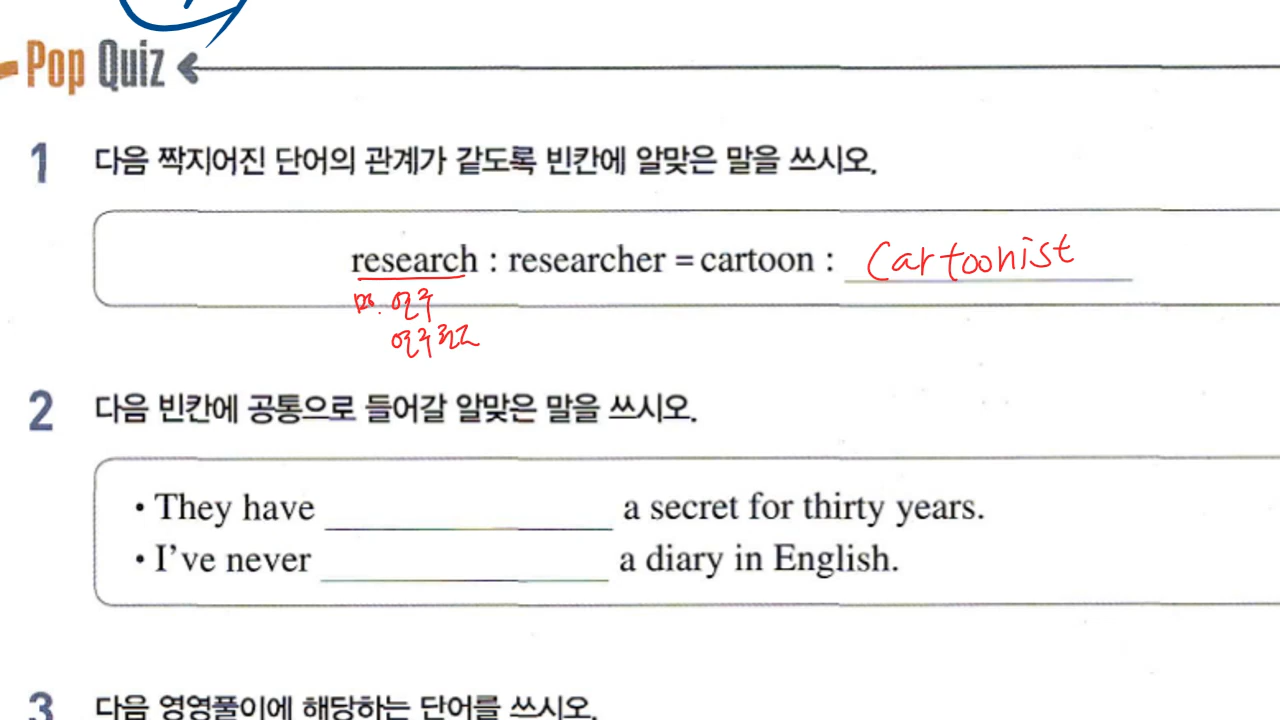 Pop Quiz
1 다음 짝지어진 단어의 관계가 같도록 빈칸에 알맞은 말을 쓰시오.
research : researcher = cartoon : cartoonist
연구
연구하다
2 다음 빈칸에 공통으로 들어갈 알맞은 말을 쓰시오.
• They have ____ a secret for thirty years.
• I've never ____ a diary in English.
3 다음 영영풀이에 해당하는 단어를 쓰시오.